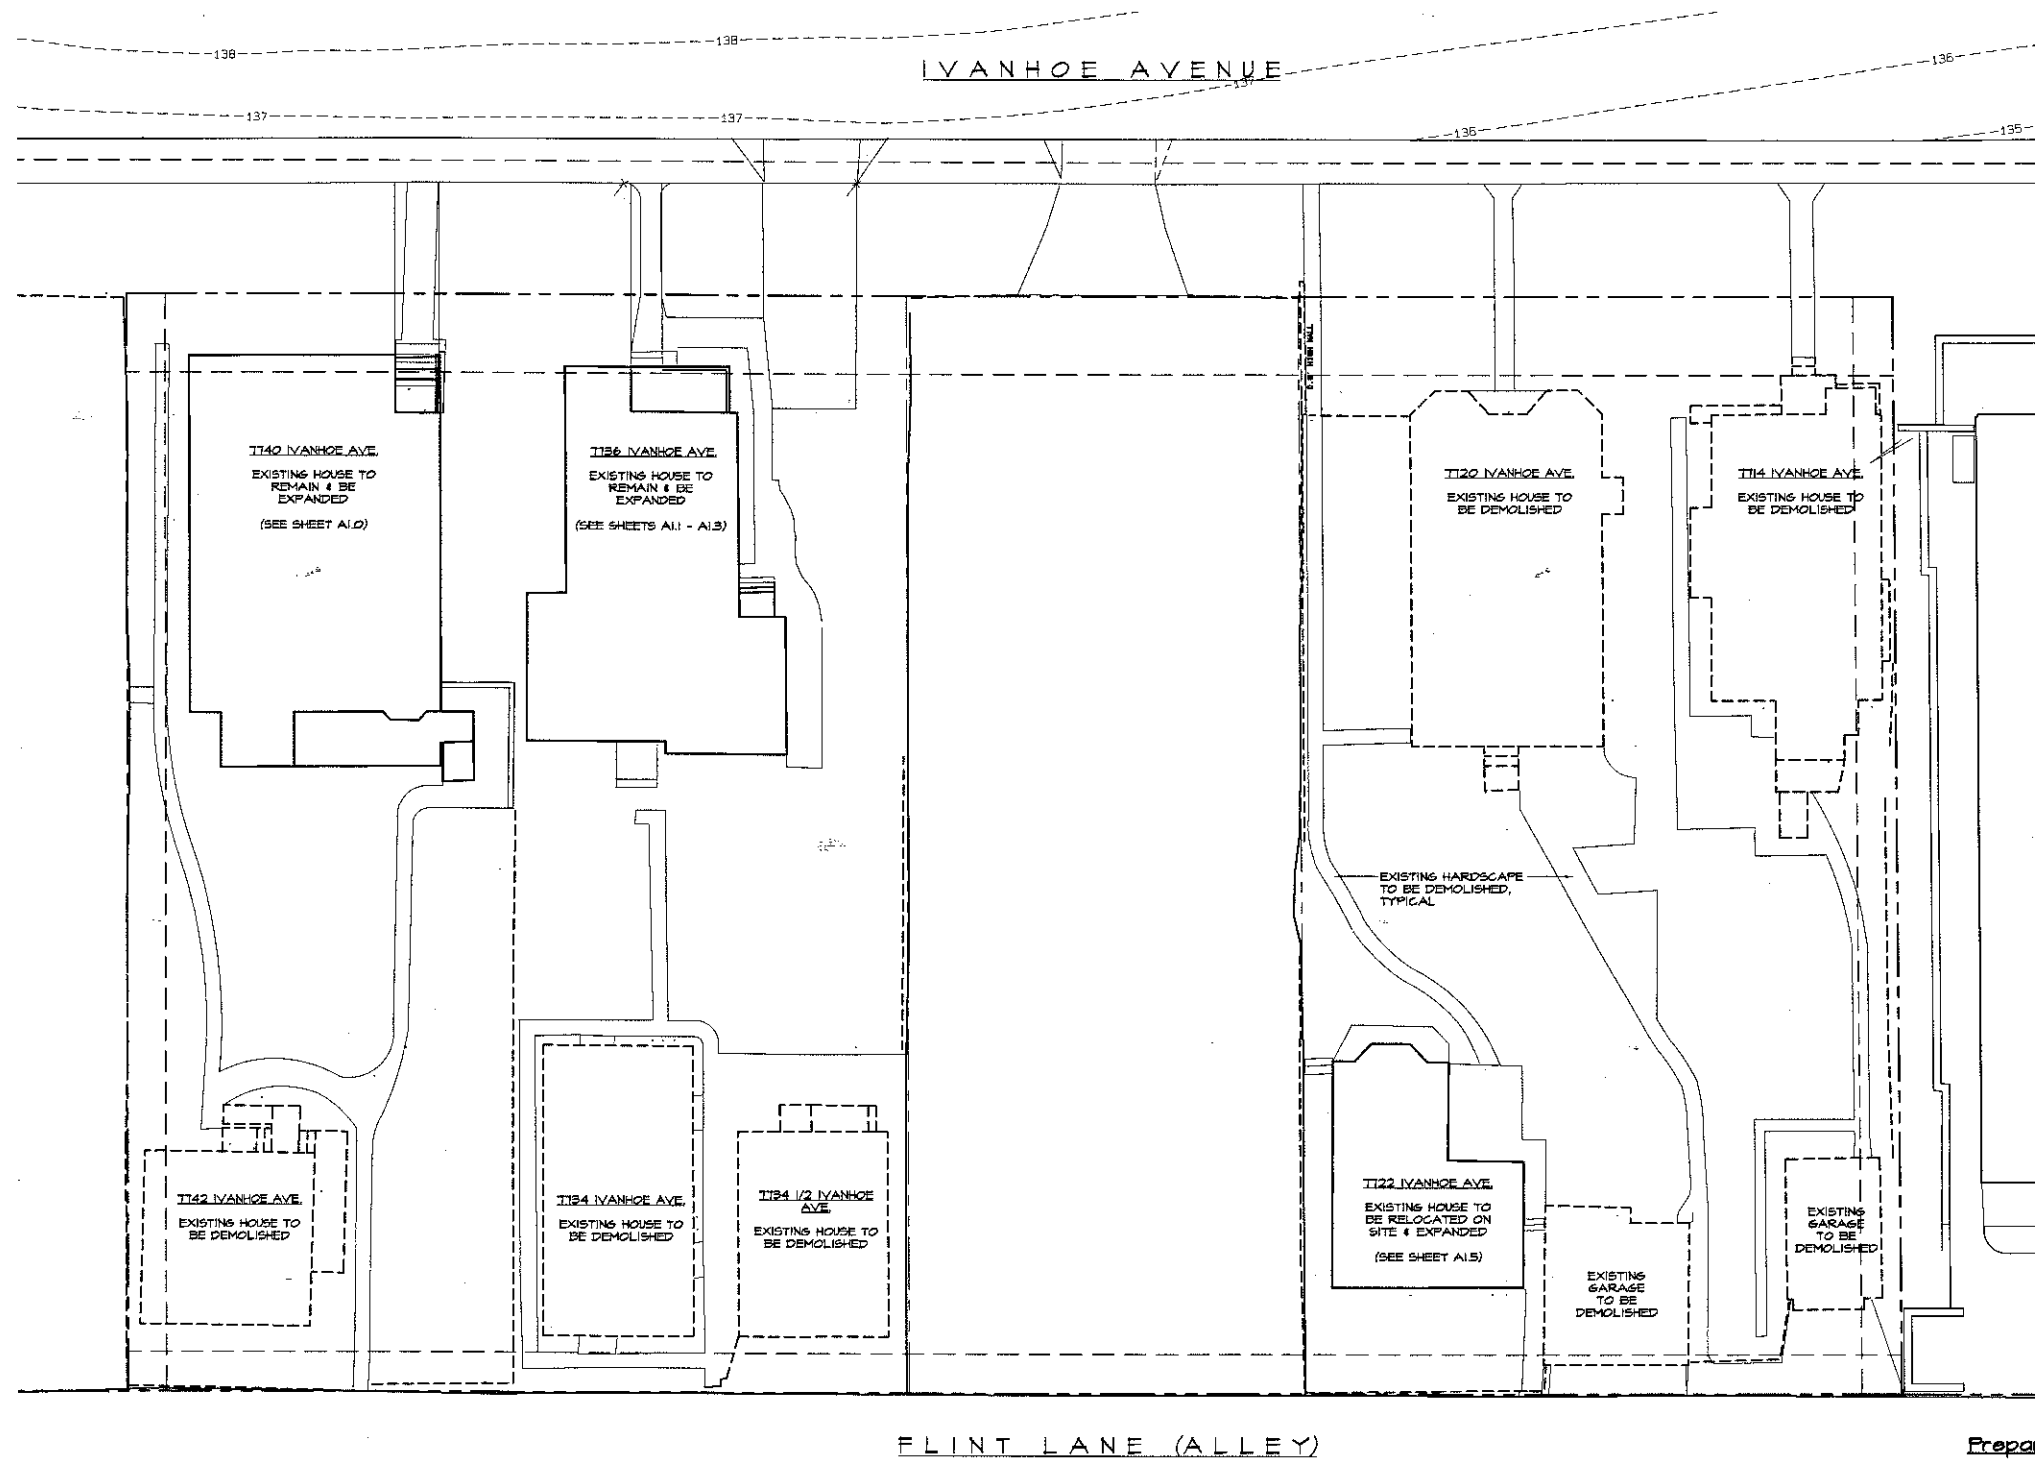 138
138
IVANHOE AVENUE
137
136
137
137
136
135
7740 IVANHOE AVE.
EXISTING HOUSE TO
REMAIN & BE
EXPANDED
(SEE SHEET A1.0)
7736 IVANHOE AVE.
EXISTING HOUSE TO
REMAIN & BE
EXPANDED
(SEE SHEETS A1.1 - A1.3)
7720 IVANHOE AVE.
EXISTING HOUSE TO
BE DEMOLISHED
7714 IVANHOE AVE.
EXISTING HOUSE TO
BE DEMOLISHED
EXISTING HARDSCAPE
TO BE DEMOLISHED,
TYPICAL
7742 IVANHOE AVE.
EXISTING HOUSE TO
BE DEMOLISHED
7734 IVANHOE AVE.
EXISTING HOUSE TO
BE DEMOLISHED
7734 1/2 IVANHOE
AVE.
EXISTING HOUSE TO
BE DEMOLISHED
7722 IVANHOE AVE.
EXISTING HOUSE TO
BE RELOCATED ON
SITE & EXPANDED
(SEE SHEET A1.5)
EXISTING
GARAGE
TO BE
DEMOLISHED
EXISTING
GARAGE
TO BE
DEMOLISHED
FLINT LANE (ALLEY)
Prepar